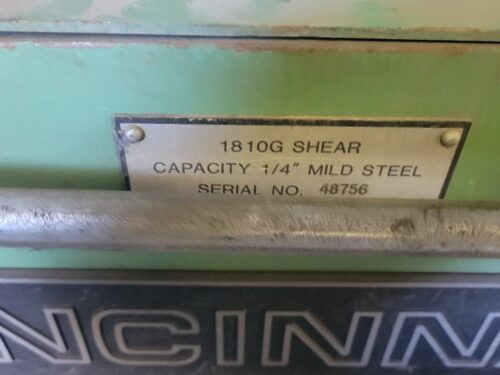 1810G SHEAR
CAPACITY 1/4" MILD STEEL
SERIAL NO. 48756
NCINN